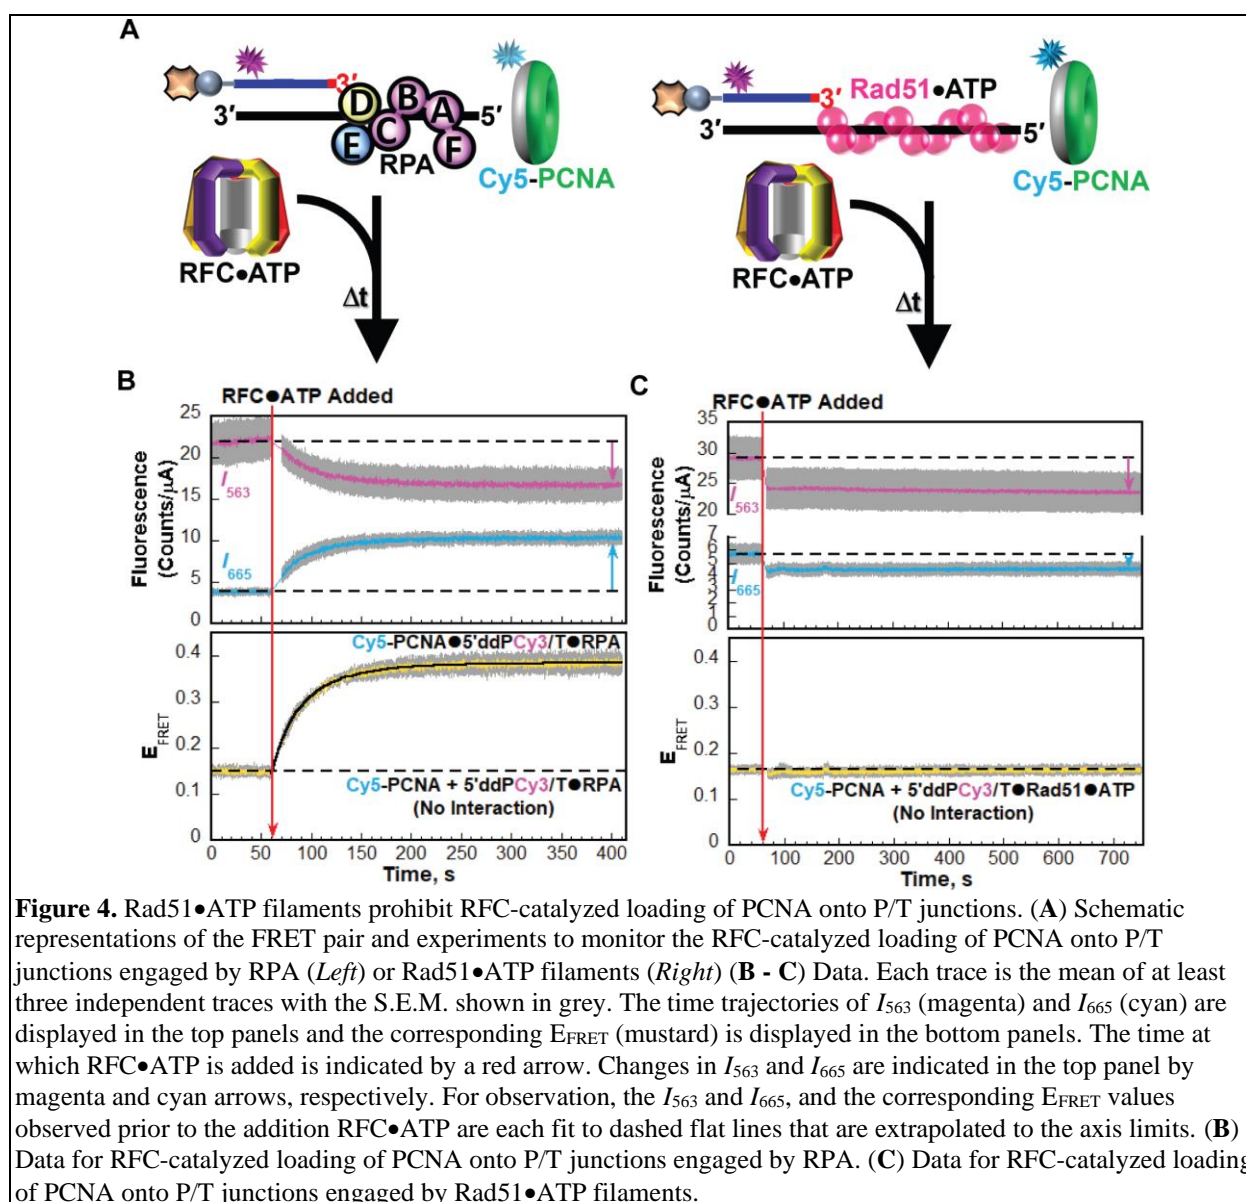 A
3′
3′
5′
D
B
A
E
C
F
RPA
Cy5-PCNA
RFC●ATP
Δt
3′
Rad51●ATP
3′
5′
Cy5-PCNA
RFC●ATP
Δt
B
RFC●ATP Added
25
20
15
10
5
0
Fluorescence
(Counts/µA)
I563
I665
0.4
0.3
0.2
0.1
0
EFRET
Cy5-PCNA●5'ddPCy3/T●RPA
Cy5-PCNA + 5'ddPCy3/T●RPA
(No Interaction)
0 50 100 150 200 250 300 350 400
Time, s
C
RFC●ATP Added
35
30
25
20
7
6
5
4
3
2
1
0
Fluorescence
(Counts/µA)
I563
I665
0.4
0.3
0.2
0.1
0
EFRET
Cy5-PCNA + 5'ddPCy3/T●Rad51●ATP
(No Interaction)
0 100 200 300 400 500 600 700
Time, s
Figure 4. Rad51●ATP filaments prohibit RFC-catalyzed loading of PCNA onto P/T junctions. (A) Schematic
representations of the FRET pair and experiments to monitor the RFC-catalyzed loading of PCNA onto P/T
junctions engaged by RPA (Left) or Rad51●ATP filaments (Right) (B - C) Data. Each trace is the mean of at least
three independent traces with the S.E.M. shown in grey. The time trajectories of I563 (magenta) and I665 (cyan) are
displayed in the top panels and the corresponding EFRET (mustard) is displayed in the bottom panels. The time at
which RFC●ATP is added is indicated by a red arrow. Changes in I563 and I665 are indicated in the top panel by
magenta and cyan arrows, respectively. For observation, the I563 and I665, and the corresponding EFRET values
observed prior to the addition RFC●ATP are each fit to dashed flat lines that are extrapolated to the axis limits. (B)
Data for RFC-catalyzed loading of PCNA onto P/T junctions engaged by RPA. (C) Data for RFC-catalyzed loading
of PCNA onto P/T junctions engaged by Rad51●ATP filaments.